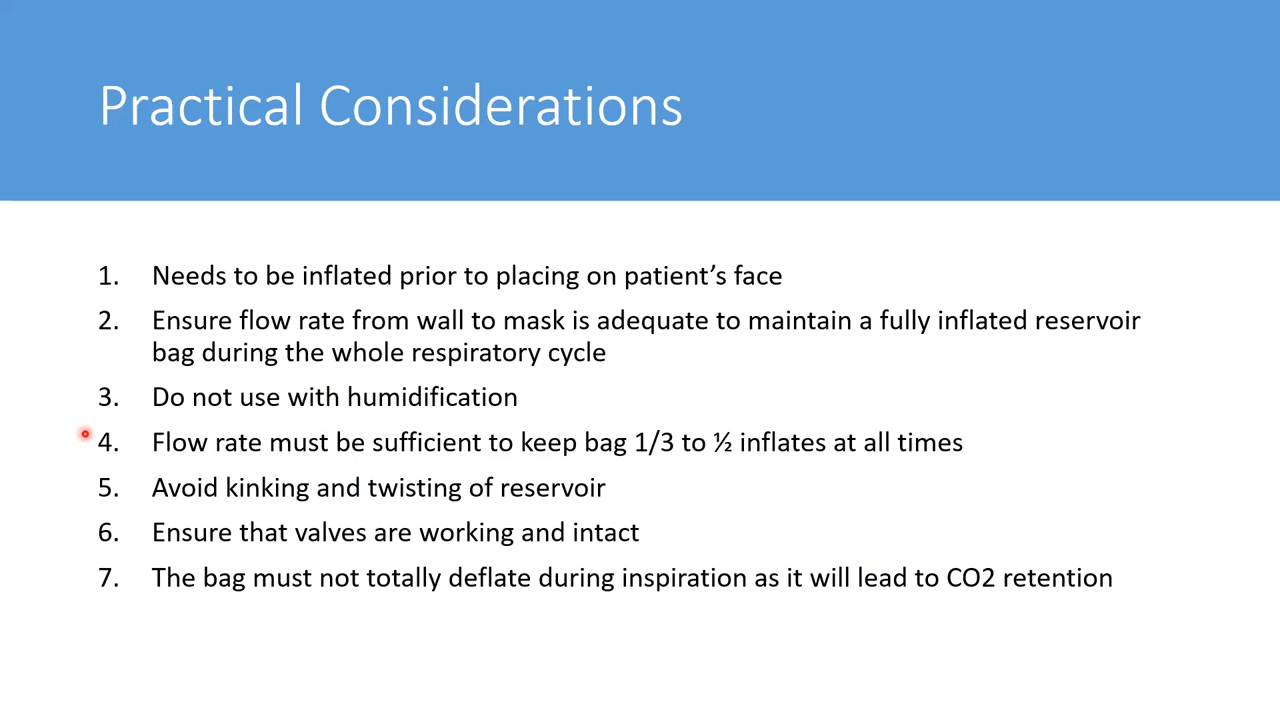 Practical Considerations
1. Needs to be inflated prior to placing on patient’s face
2. Ensure flow rate from wall to mask is adequate to maintain a fully inflated reservoir
bag during the whole respiratory cycle
3. Do not use with humidification
4. Flow rate must be sufficient to keep bag 1/3 to ½ inflates at all times
5. Avoid kinking and twisting of reservoir
6. Ensure that valves are working and intact
7. The bag must not totally deflate during inspiration as it will lead to CO2 retention